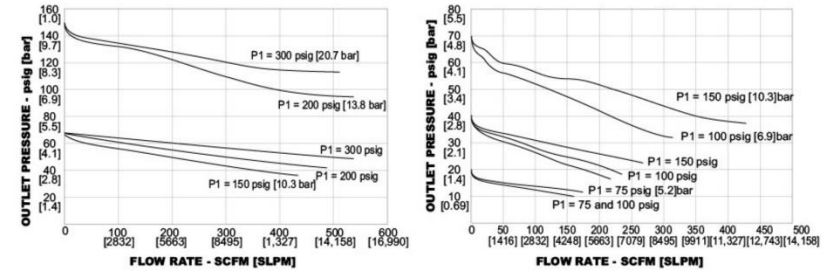 160
[1.0]
140
[9.7]
120
[8.3]
100
[6.9]
80
[5.5]
60
[4.1]
40
[2.8]
20
[1.4]
OUTLET PRESSURE - psig [bar]
P1 = 300 psig [20.7 bar]
P1 = 200 psig [13.8 bar]
P1 = 300 psig
P1 = 200 psig
P1 = 150 psig [10.3 bar]
0 100 200 300 400 500 600
[2832] [5663] [8495] [1,327] [14,158] [16,990]
FLOW RATE - SCFM [SLPM]
80
[5.5]
70
[4.8]
60
[4.1]
50
[3.4]
40
[2.8]
30
[2.1]
20
[1.4]
10
[0.69]
OUTLET PRESSURE - psig [bar]
P1 = 150 psig [10.3]bar
P1 = 100 psig [6.9]bar
P1 = 150 psig
P1 = 100 psig
P1 = 75 psig [5.2]bar
P1 = 75 and 100 psig
0 50 100 150 200 250 300 350 400 450 500
[1416] [2832] [4248] [5663] [7079] [8495] [9911] [11,327] [12,743] [14,158]
FLOW RATE - SCFM [SLPM]